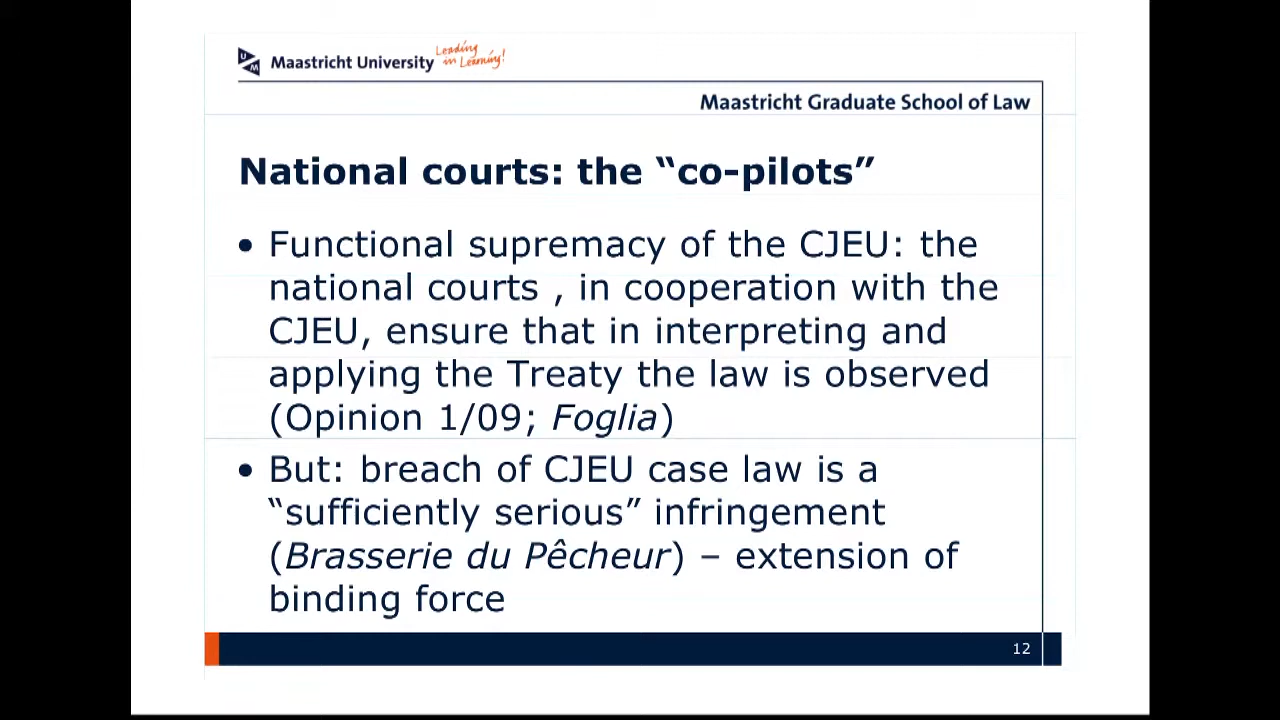 Maastricht University
Leading
in Learning!
Maastricht Graduate School of Law
National courts: the “co-pilots”
• Functional supremacy of the CJEU: the
national courts , in cooperation with the
CJEU, ensure that in interpreting and
applying the Treaty the law is observed
(Opinion 1/09; Foglia)
• But: breach of CJEU case law is a
“sufficiently serious” infringement
(Brasserie du Pêcheur) – extension of
binding force
12